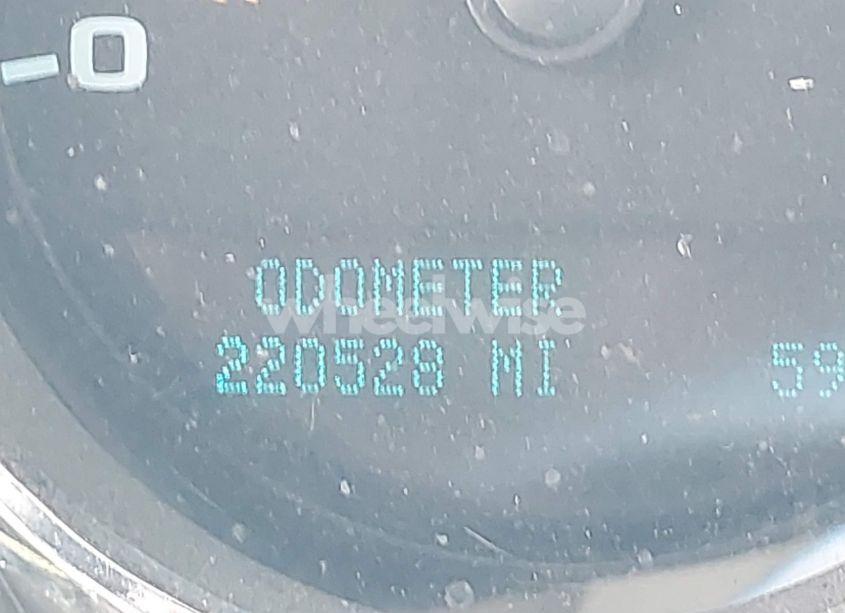 -0
ODOMETER
wheelwise
220528 MI 59